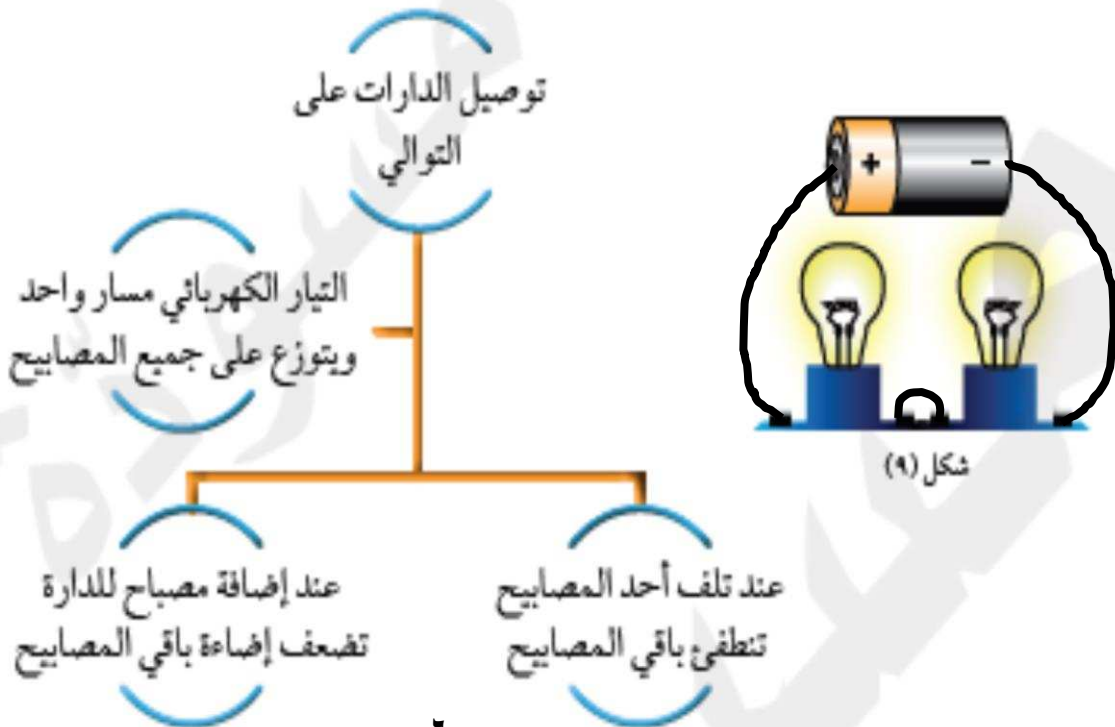 توصيل الدارات على
التوالي
+
−
التيار الكهربائي مسار واحد
ويتوزع على جميع المصابيح
شكل (٩)
عند تلف أحد المصابيح
تنطفئ باقي المصابيح
عند إضافة مصباح للدارة
تضعف إضاءة باقي المصابيح